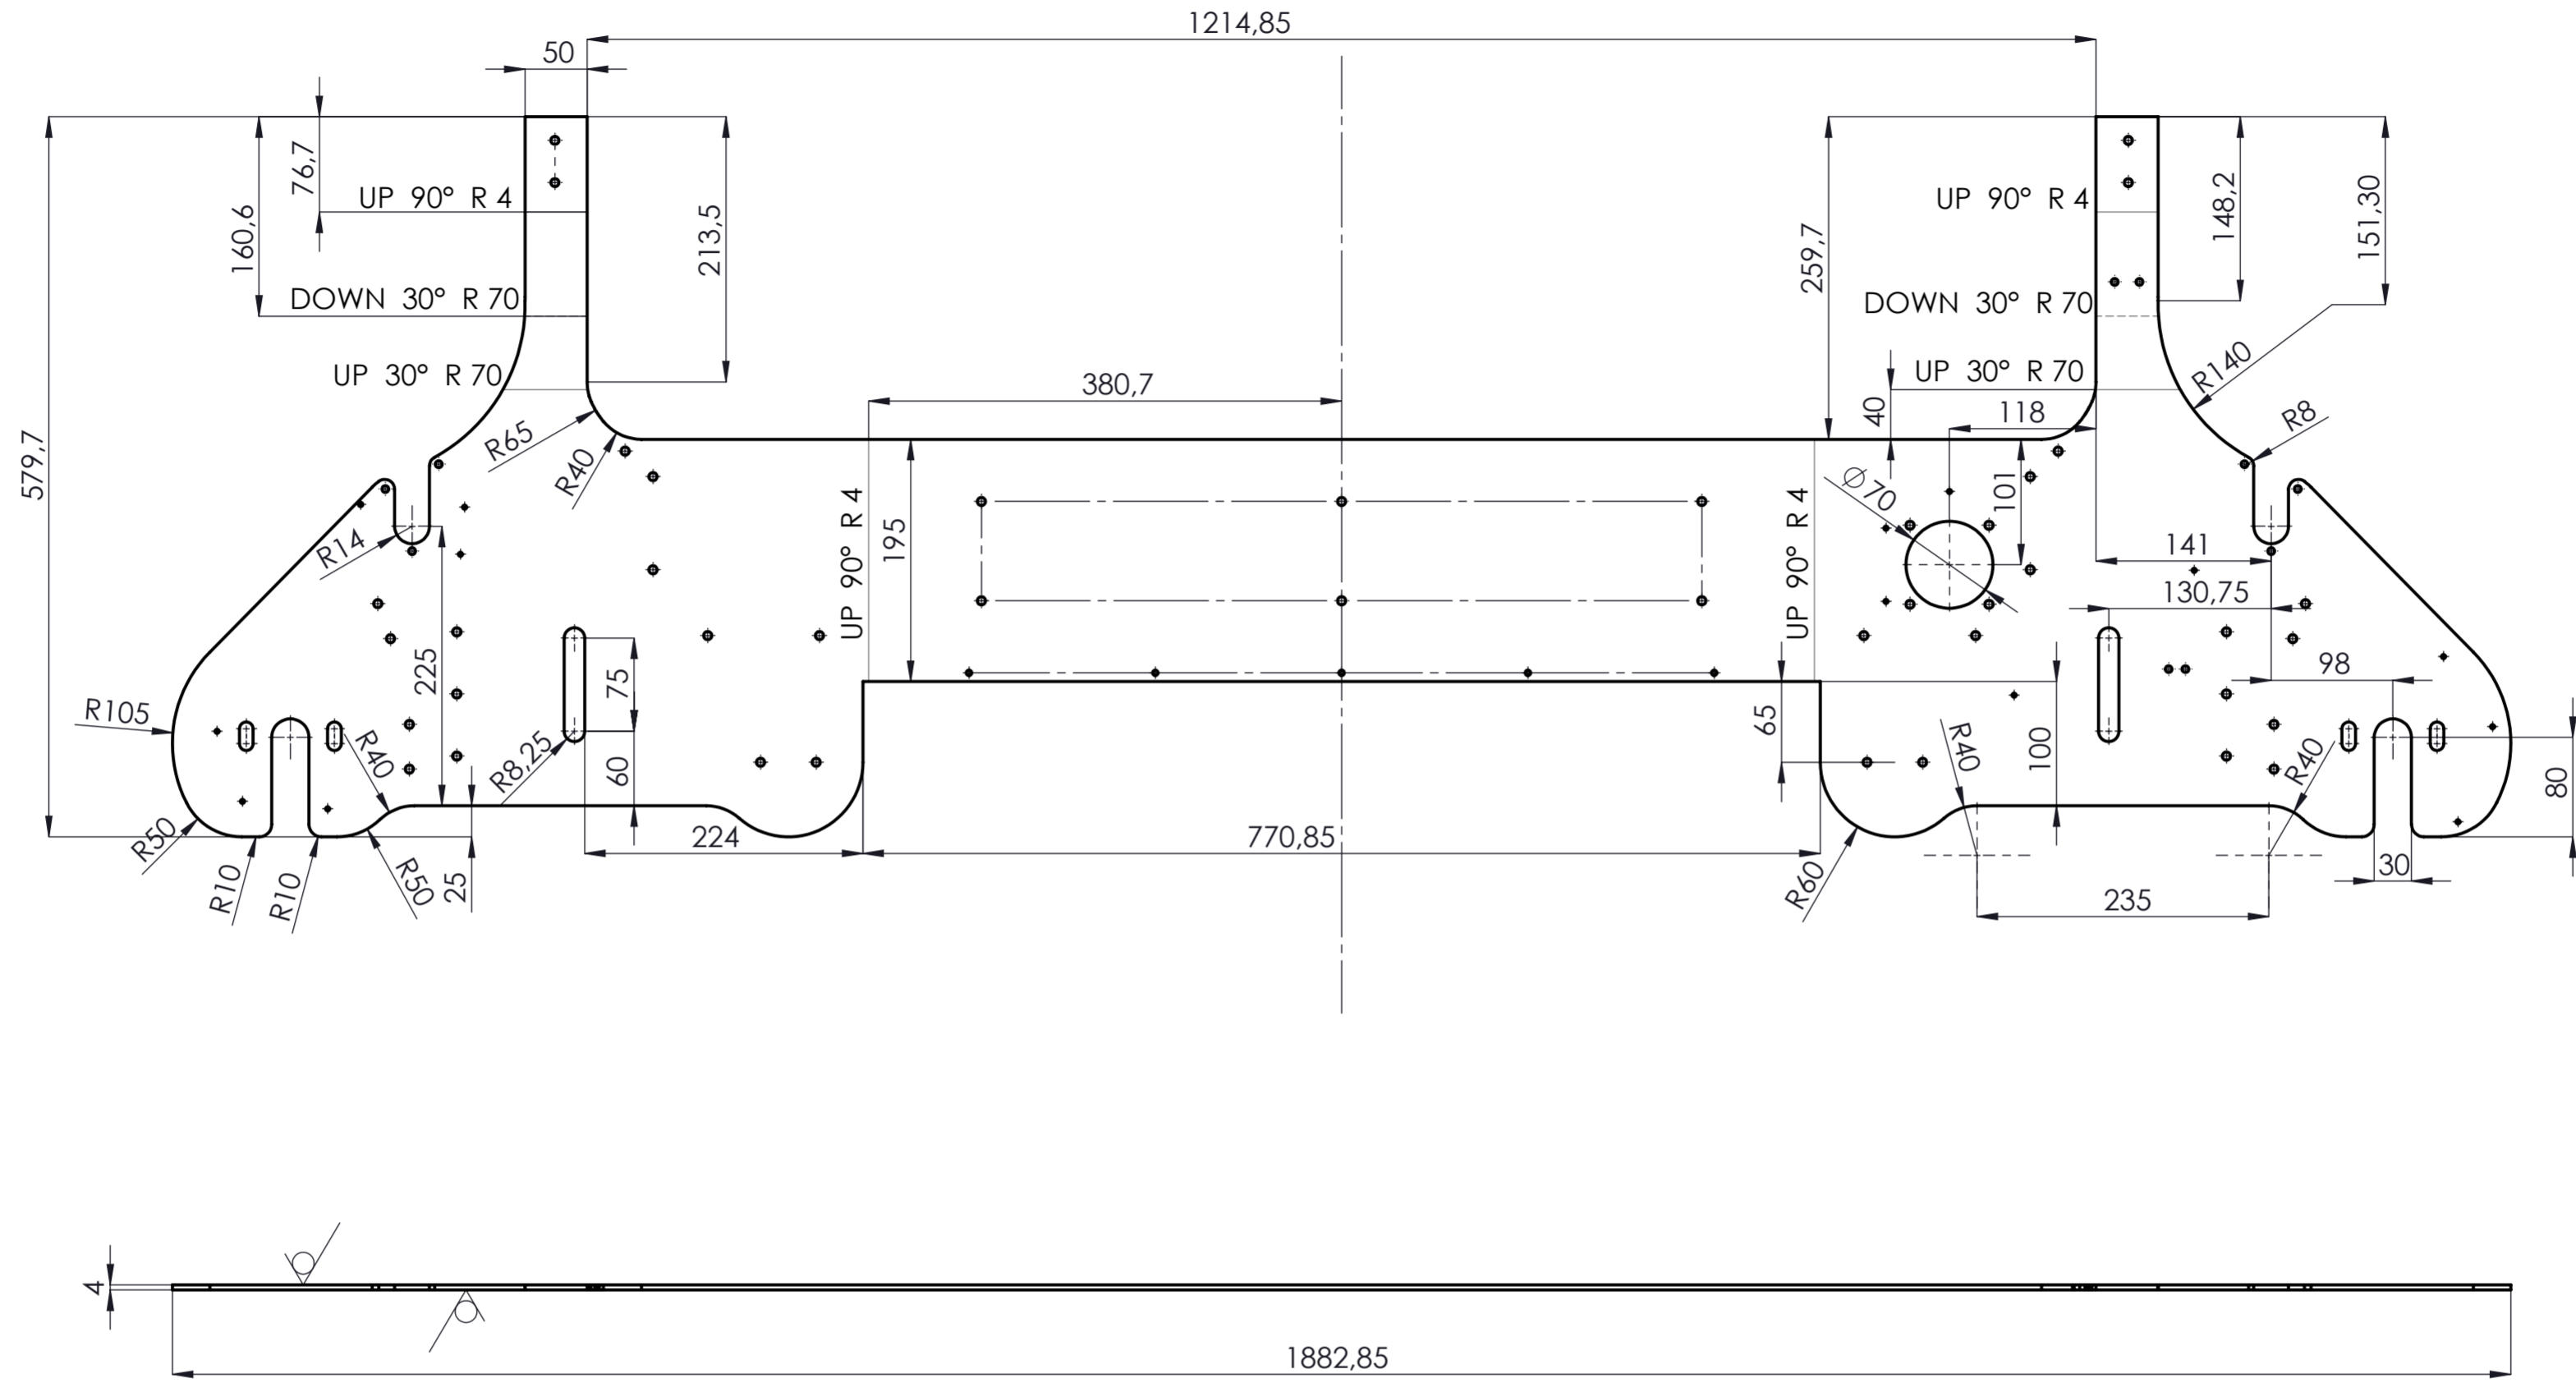 1214,85
50
76,7
160,6
UP 90° R 4
213,5
579,7
DOWN 30° R 70
UP 30° R 70
R65
R40
380,7
259,7
UP 90° R 4
148,2
151,30
DOWN 30° R 70
UP 30° R 70
40
118
R140
R8
R14
UP 90° R 4
195
UP 90° R 4
Ø70
101
141
130,75
98
225
75
60
R8,25
R105
R40
R50
R10
R10
R50
25
224
770,85
65
100
R40
R40
R60
235
30
80
4
1882,85